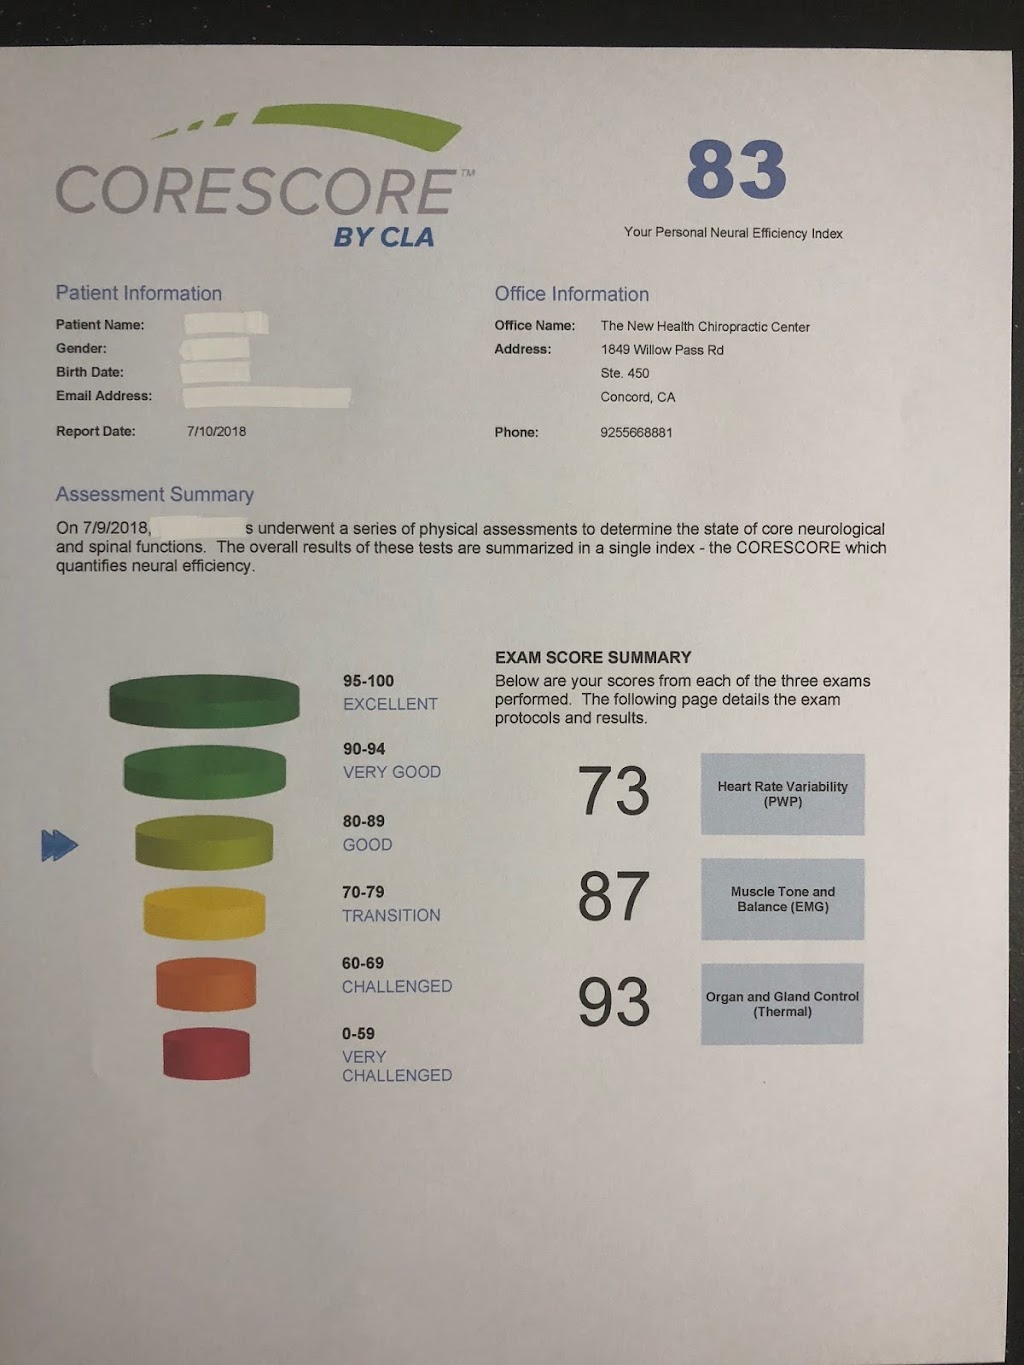 CORESCORE™
BY CLA
83
Your Personal Neural Efficiency Index
Patient Information
Patient Name:
Gender:
Birth Date:
Email Address:
Report Date: 7/10/2018
Office Information
Office Name: The New Health Chiropractic Center
Address: 1849 Willow Pass Rd
Ste. 450
Concord, CA
Phone: 9255668881
Assessment Summary
On 7/9/2018, s underwent a series of physical assessments to determine the state of core neurological
and spinal functions. The overall results of these tests are summarized in a single index - the CORESCORE which
quantifies neural efficiency.
95-100
EXCELLENT
90-94
VERY GOOD
80-89
GOOD
70-79
TRANSITION
60-69
CHALLENGED
0-59
VERY
CHALLENGED
EXAM SCORE SUMMARY
Below are your scores from each of the three exams
performed. The following page details the exam
protocols and results.
73
Heart Rate Variability
(PWP)
87
Muscle Tone and
Balance (EMG)
93
Organ and Gland Control
(Thermal)